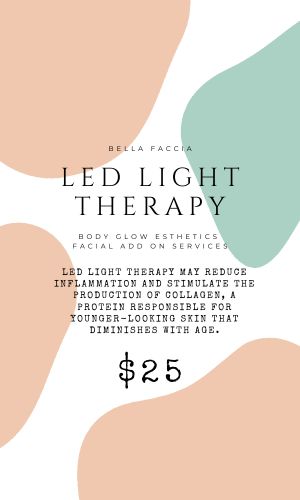 BELLA FACCIA
LED LIGHT
THERAPY
BODY GLOW ESTHETICS
FACIAL ADD ON SERVICES
LED LIGHT THERAPY MAY REDUCE
INFLAMMATION AND STIMULATE THE
PRODUCTION OF COLLAGEN, A
PROTEIN RESPONSIBLE FOR
YOUNGER-LOOKING SKIN THAT
DIMINISHES WITH AGE.
$25